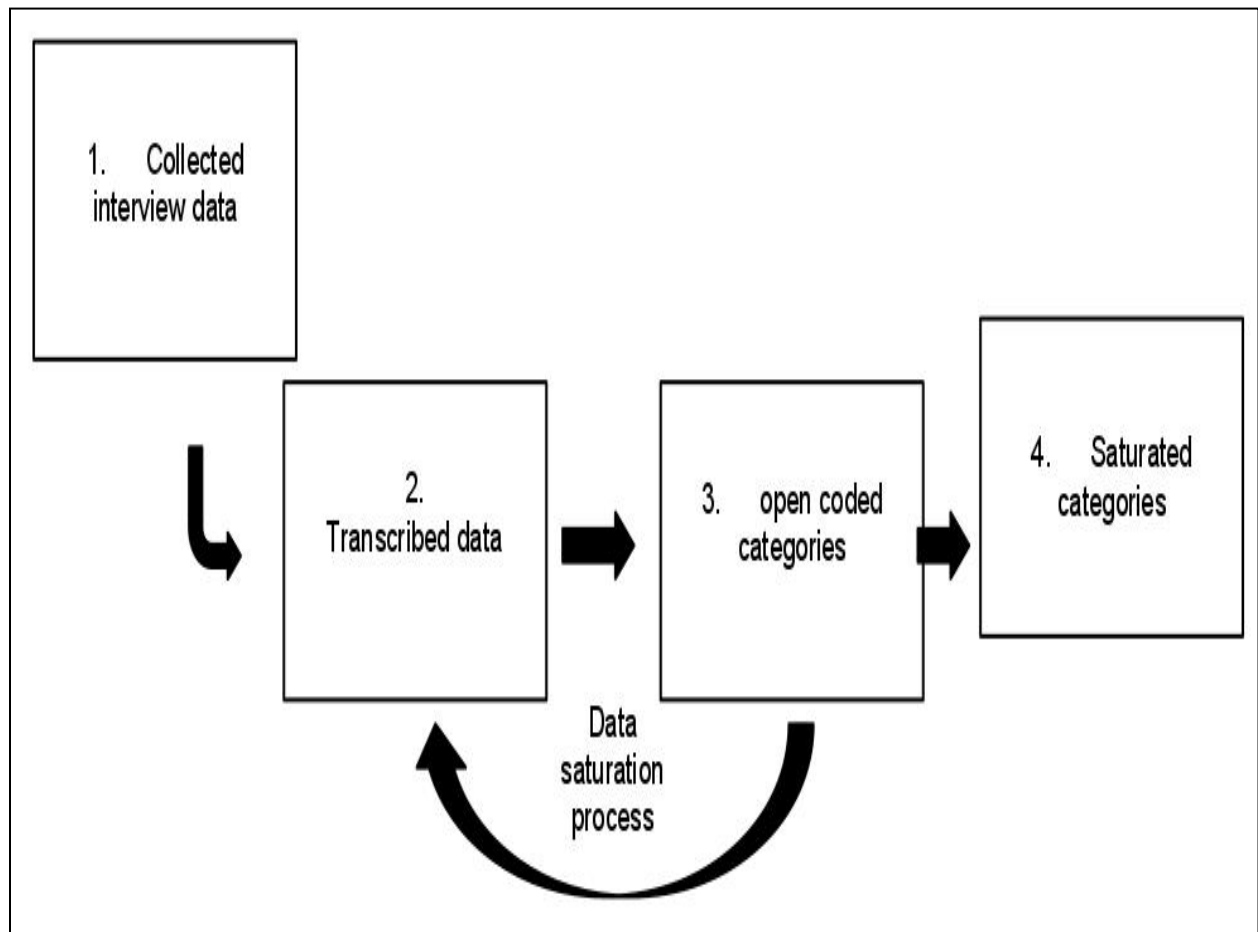 1. Collected
interview data
2.
Transcribed data
3. open coded
categories
4. Saturated
categories
Data
saturation
process